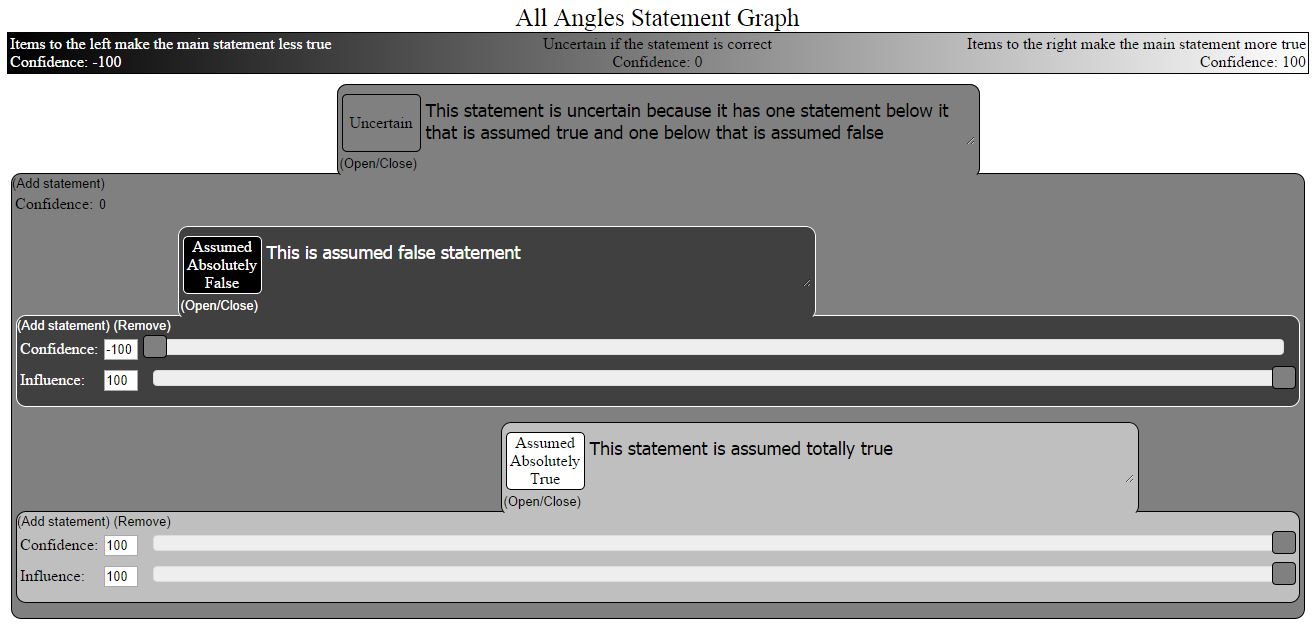 All Angles Statement Graph
Items to the left make the main statement less true
Uncertain if the statement is correct
Items to the right make the main statement more true
Confidence: -100
Confidence: 0
Confidence: 100
Uncertain
This statement is uncertain because it has one statement below it
that is assumed true and one below that is assumed false
(Open/Close)
(Add statement)
Confidence: 0
Assumed
Absolutely
False
This is assumed false statement
(Open/Close)
(Add statement) (Remove)
Confidence: -100
Influence: 100
Assumed
Absolutely
True
This statement is assumed totally true
(Open/Close)
(Add statement) (Remove)
Confidence: 100
Influence: 100